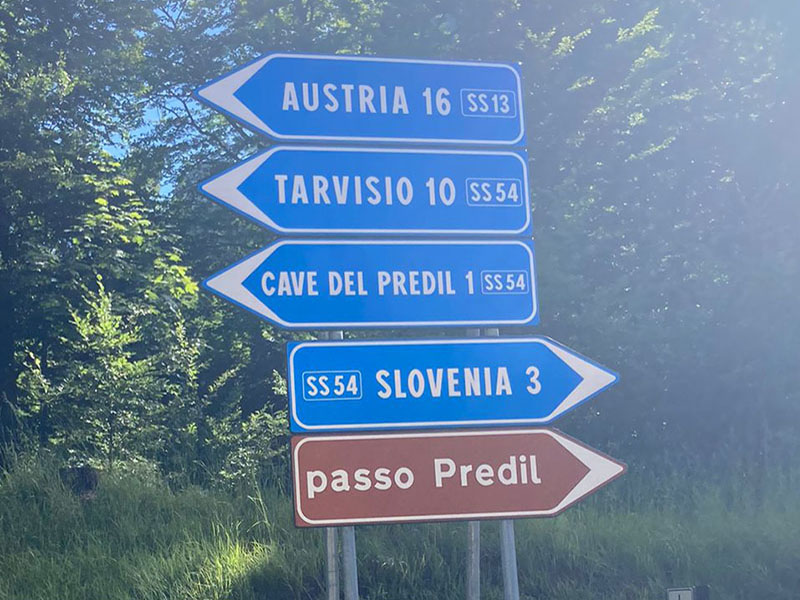 AUSTRIA 16 SS13
TARVISIO 10 SS54
CAVE DEL PREDIL 1 SS54
SS54 SLOVENIA 3
passo Predil